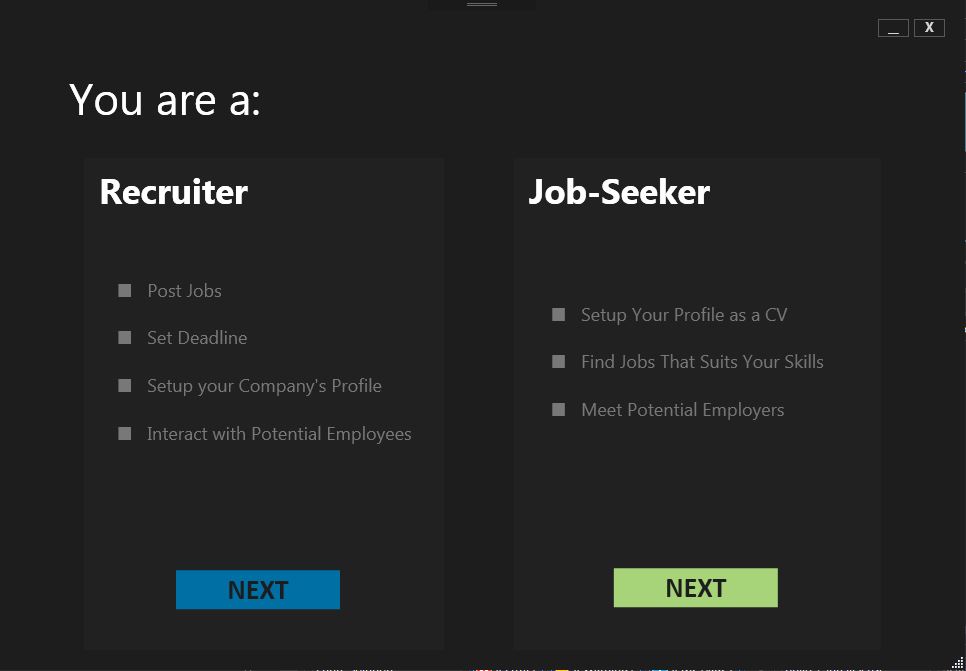 _ X
You are a:
Recruiter
Post Jobs
Set Deadline
Setup your Company's Profile
Interact with Potential Employees
NEXT
Job-Seeker
Setup Your Profile as a CV
Find Jobs That Suits Your Skills
Meet Potential Employers
NEXT